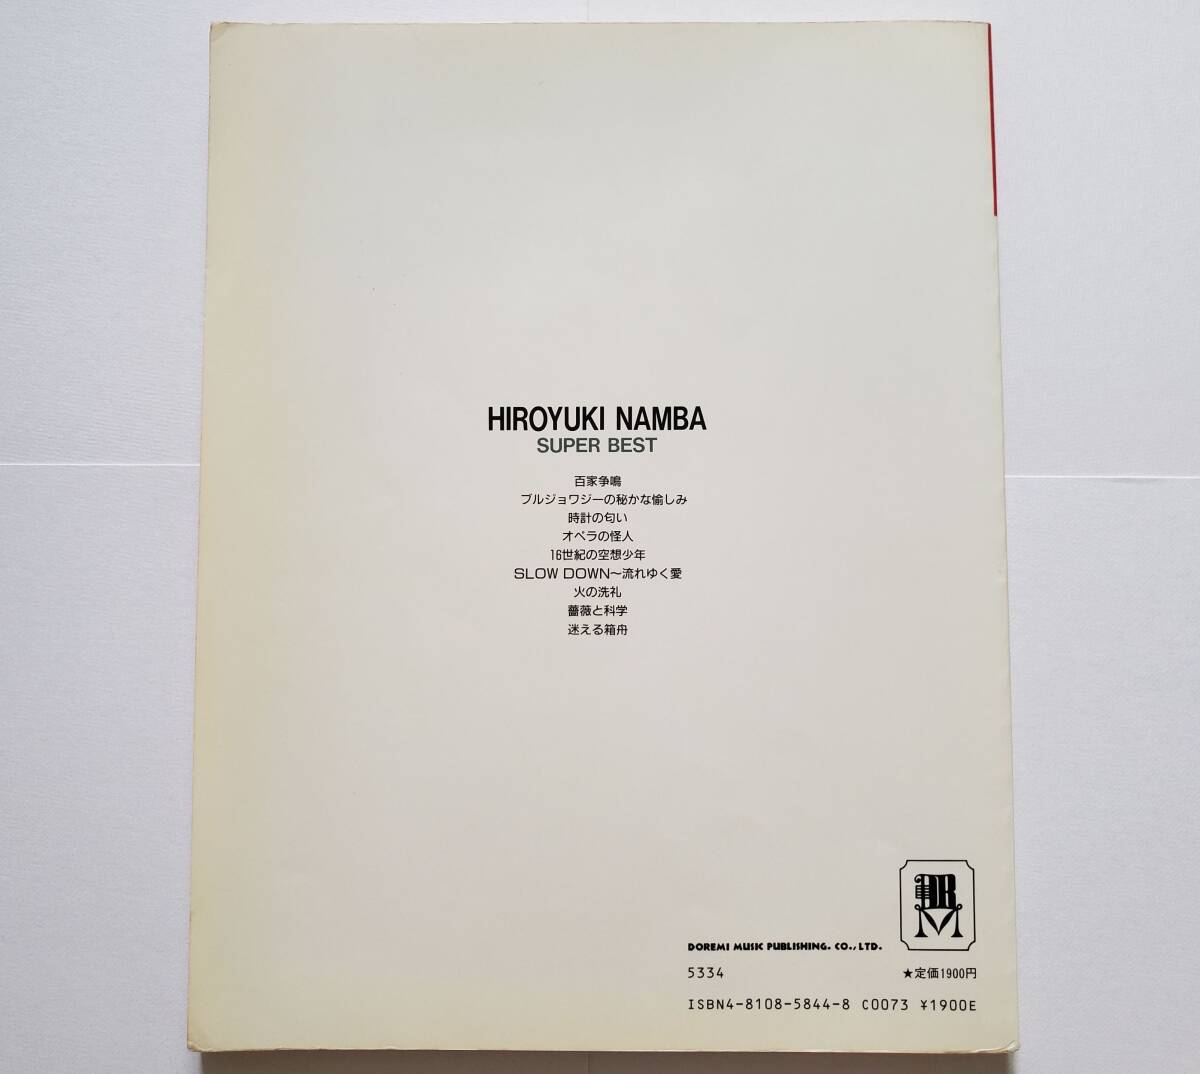 HIROYUKI NAMBA
SUPER BEST
百家争鳴
ブルジョワジーの秘かな愉しみ
時計の匂い
オペラの怪人
16世紀の空想少年
SLOW DOWN〜流れゆく愛
火の洗礼
薔薇と科学
迷える箱舟
DRM
DOREMI MUSIC PUBLISHING. CO., LTD.
5334 ★定価1900円
ISBN4-8108-5844-8 C0073 ¥1900E